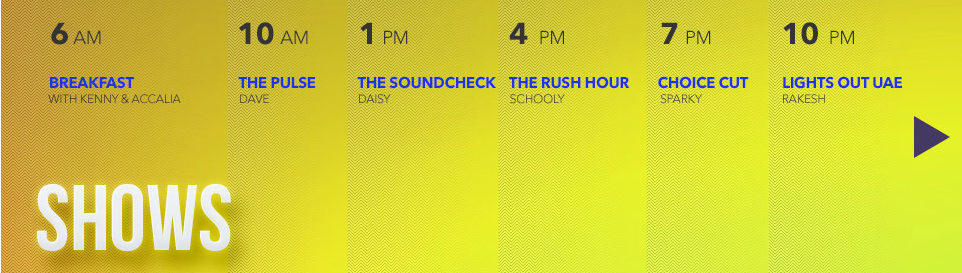 6 AM
BREAKFAST
WITH KENNY & ACCALIA
10 AM
THE PULSE
DAVE
1 PM
THE SOUNDCHECK
DAISY
4 PM
THE RUSH HOUR
SCHOOLY
7 PM
CHOICE CUT
SPARKY
10 PM
LIGHTS OUT UAE
RAKESH
SHOWS